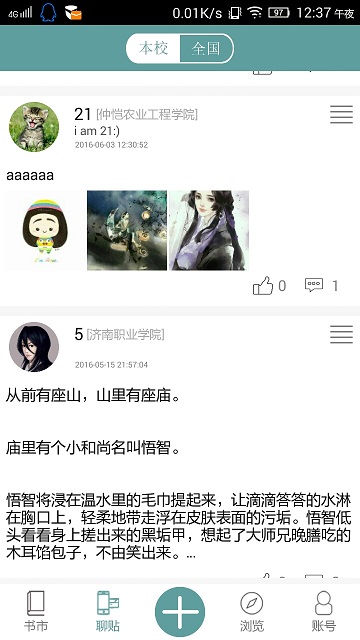 4G 0.01K/s 97 12:37 午夜
本校 全国
21 [仲恺农业工程学院]
i am 21:)
2016-06-03 12:30:52
aaaaaa
0 1
5 [济南职业学院]
2016-05-15 21:57:04
从前有座山，山里有座庙。
庙里有个小和尚名叫悟智。
悟智将浸在温水里的毛巾提起来，让滴滴答答的水淋
在胸口上，轻柔地带走浮在皮肤表面的污垢。悟智低
头看看身上搓出来的黑垢甲，想起了大师兄晚膳吃的
木耳馅包子，不由笑出来。...
书市 聊贴 浏览 账号